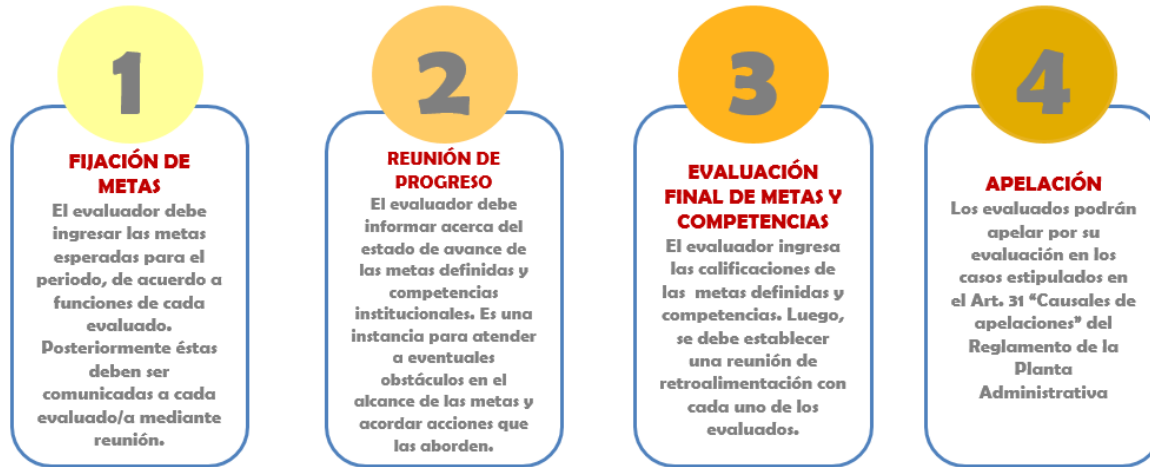 1
FIJACIÓN DE
METAS
El evaluador debe
ingresar las metas
esperadas para el
periodo, de acuerdo a
funciones de cada
evaluado.
Posteriormente éstas
deben ser
comunicadas a cada
evaluado/a mediante
reunión.
2
REUNIÓN DE
PROGRESO
El evaluador debe
informar acerca del
estado de avance de
las metas definidas y
competencias
institucionales. Es una
instancia para atender
a eventuales
obstáculos en el
alcance de las metas y
acordar acciones que
las aborden.
3
EVALUACIÓN
FINAL DE METAS Y
COMPETENCIAS
El evaluador ingresa
las calificaciones de
las metas definidas y
competencias. Luego,
se debe establecer
una reunión de
retroalimentación con
cada uno de los
evaluados.
4
APELACIÓN
Los evaluados podrán
apelar por su
evaluación en los
casos estipulados en
el Art. 31 “Causales de
apelaciones” del
Reglamento de la
Planta
Administrativa